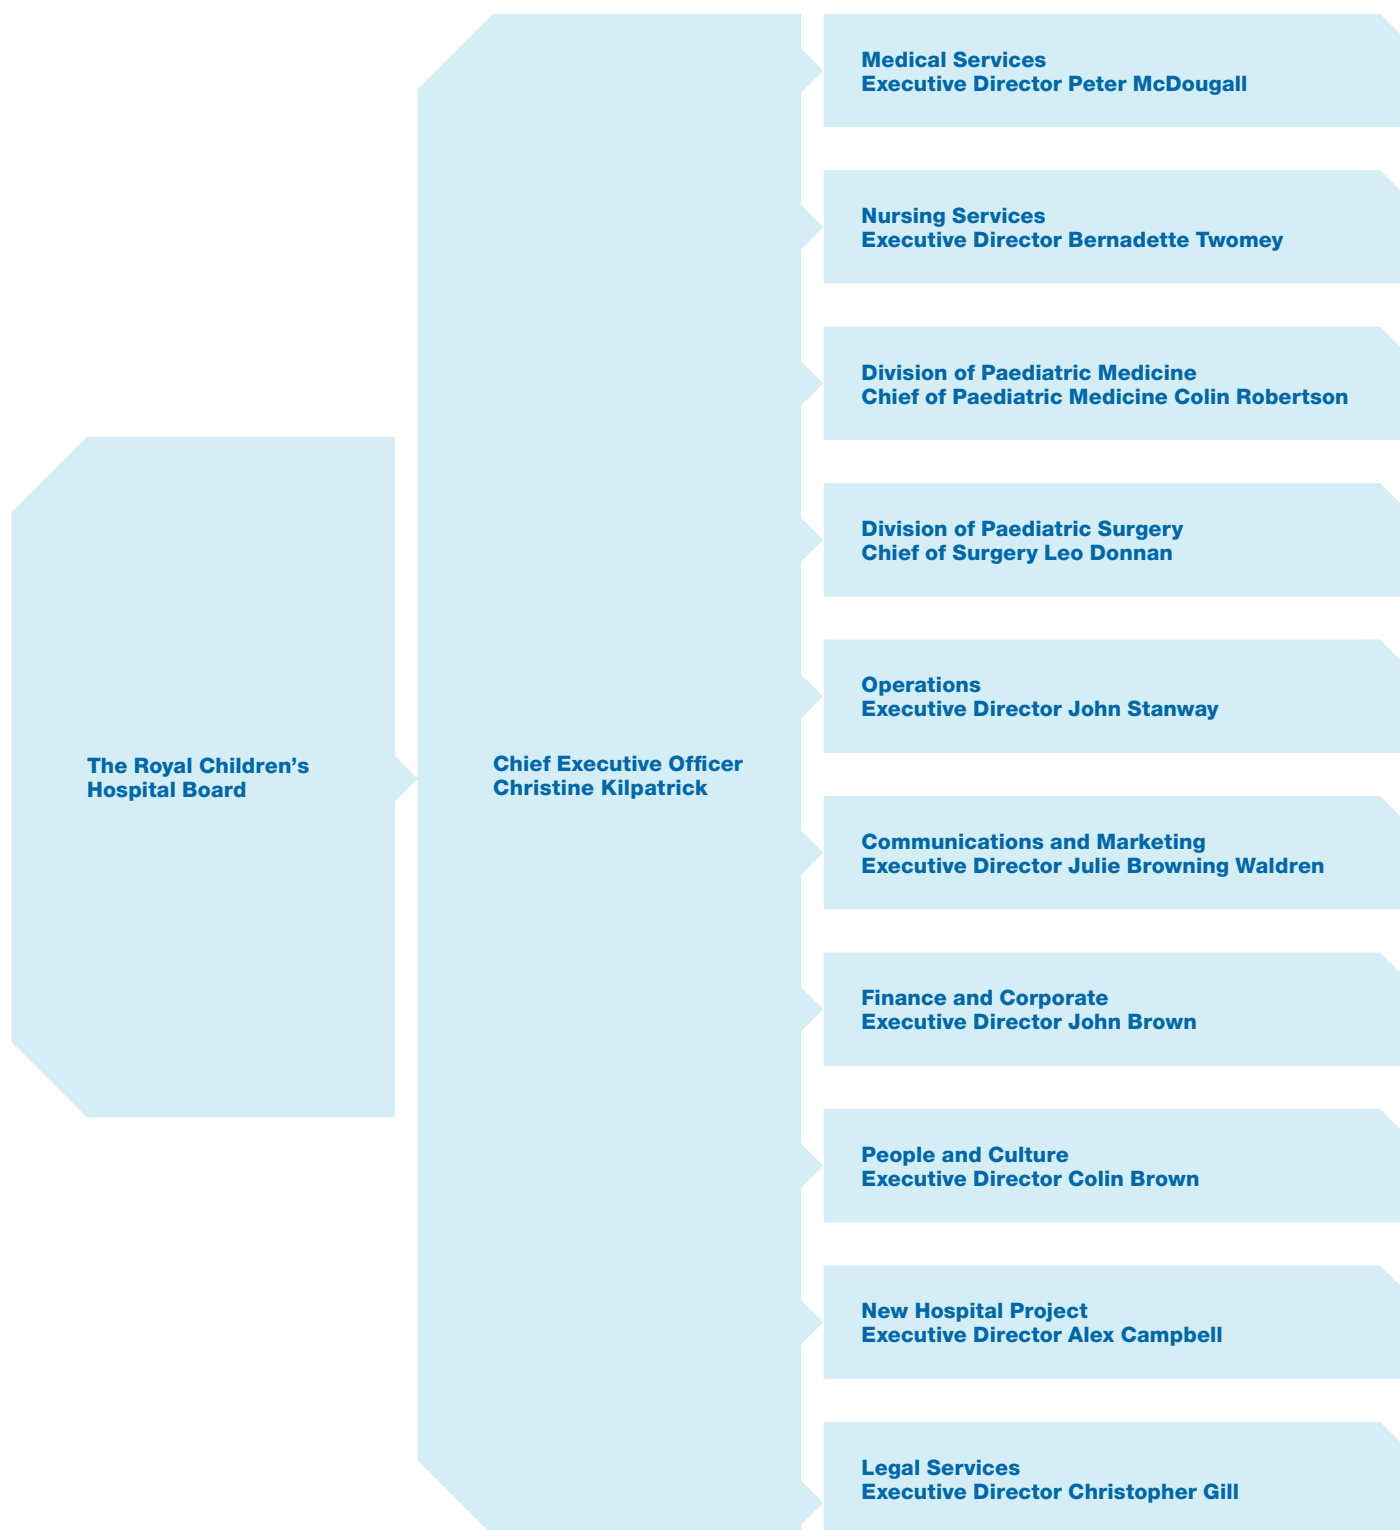 Medical Services
Executive Director Peter McDougall
Nursing Services
Executive Director Bernadette Twomey
Division of Paediatric Medicine
Chief of Paediatric Medicine Colin Robertson
Division of Paediatric Surgery
Chief of Surgery Leo Donnan
Operations
Executive Director John Stanway
The Royal Children’s
Hospital Board
Chief Executive Officer
Christine Kilpatrick
Communications and Marketing
Executive Director Julie Browning Waldren
Finance and Corporate
Executive Director John Brown
People and Culture
Executive Director Colin Brown
New Hospital Project
Executive Director Alex Campbell
Legal Services
Executive Director Christopher Gill